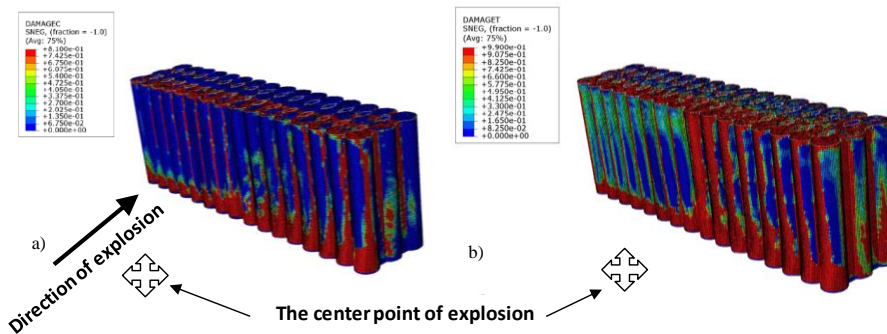 DAMAGEC
SNEG, (fraction = -1.0)
(Avg: 75%)
+8.100e-01
+7.425e-01
+6.750e-01
+6.075e-01
+5.400e-01
+4.725e-01
+4.050e-01
+3.375e-01
+2.700e-01
+2.025e-01
+1.350e-01
+6.750e-02
+0.000e+00
DAMAGET
SNEG, (fraction = -1.0)
(Avg: 75%)
+9.900e-01
+9.075e-01
+8.250e-01
+7.425e-01
+6.600e-01
+5.775e-01
+4.950e-01
+4.125e-01
+3.300e-01
+2.475e-01
+1.650e-01
+8.250e-02
+0.000e+00
Direction of explosion
a)
b)
The center point of explosion